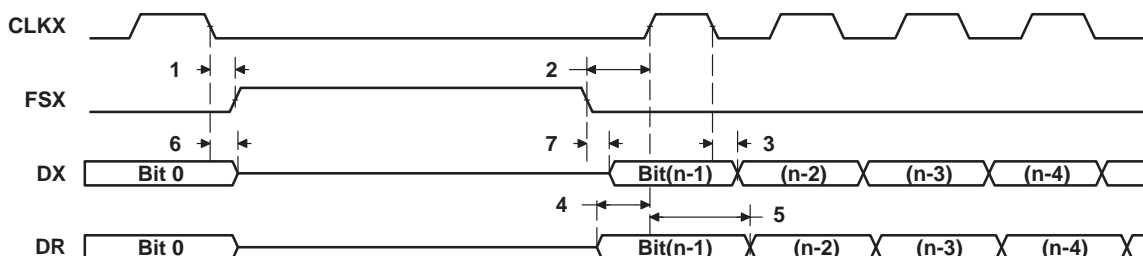 CLKX
1 2
FSX
6 7 3
DX Bit 0 Bit(n-1) (n-2) (n-3) (n-4)
4 5
DR Bit 0 Bit(n-1) (n-2) (n-3) (n-4)